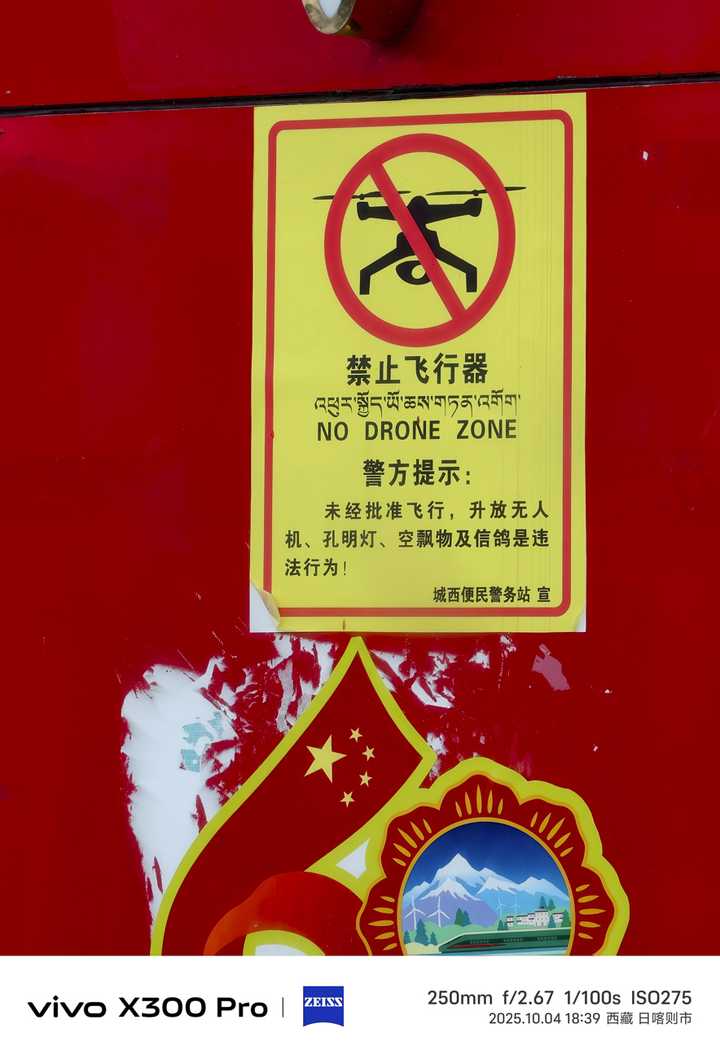 禁止飞行器
འཕུར་སྐྱོད་ཡོ་ཆས་གཏན་འགོག
NO DRONE ZONE
警方提示：
未经批准飞行，升放无人
机、孔明灯、空飘物及信鸽是违
法行为！
城西便民警务站 宣
vivo X300 Pro | ZEISS
250mm f/2.67 1/100s ISO275
2025.10.04 18:39 西藏 日喀则市